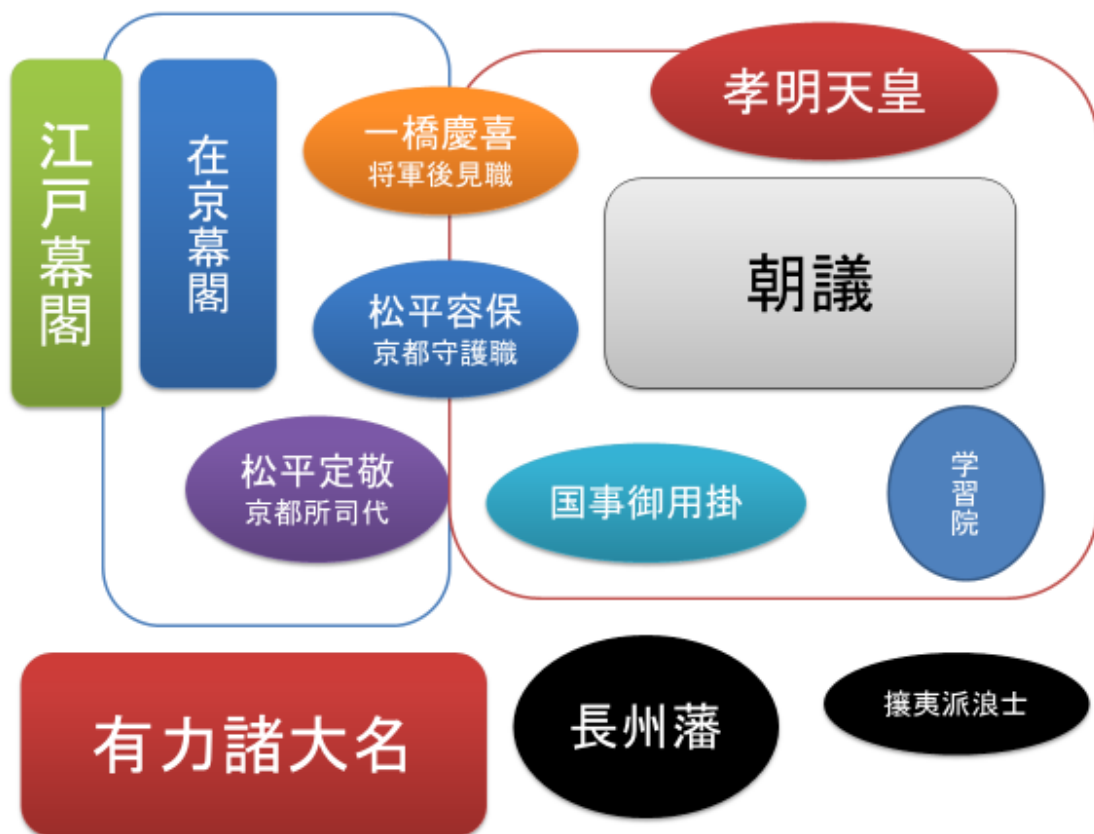 江戸幕閣
在京幕閣
一橋慶喜
将軍後見職
孝明天皇
朝議
松平容保
京都守護職
松平定敬
京都所司代
国事御用掛
学習院
有力諸大名
長州藩
攘夷派浪士